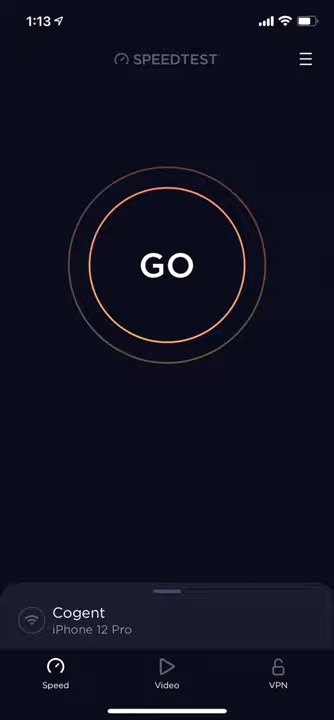 1:13
SPEEDTEST
GO
Cogent
iPhone 12 Pro
Speed Video VPN